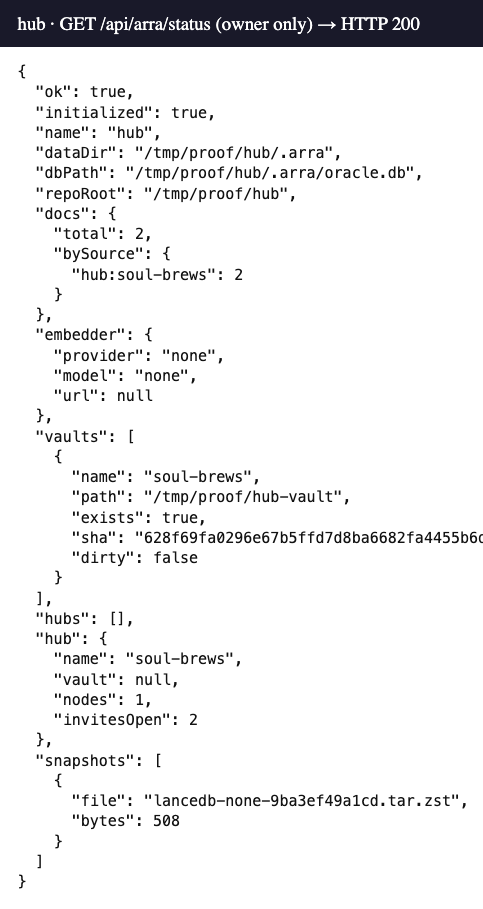 hub · GET /api/arra/status (owner only) → HTTP 200
{
  "ok": true,
  "initialized": true,
  "name": "hub",
  "dataDir": "/tmp/proof/hub/.arra",
  "dbPath": "/tmp/proof/hub/.arra/oracle.db",
  "repoRoot": "/tmp/proof/hub",
  "docs": {
    "total": 2,
    "bySource": {
      "hub:soul-brews": 2
    }
  },
  "embedder": {
    "provider": "none",
    "model": "none",
    "url": null
  },
  "vaults": [
    {
      "name": "soul-brews",
      "path": "/tmp/proof/hub-vault",
      "exists": true,
      "sha": "628f69fa0296e67b5ffd7d8ba6682fa4455b6
      "dirty": false
    }
  ],
  "hubs": [],
  "hub": {
    "name": "soul-brews",
    "vault": null,
    "nodes": 1,
    "invitesOpen": 2
  },
  "snapshots": [
    {
      "file": "lancedb-none-9ba3ef49a1cd.tar.zst",
      "bytes": 508
    }
  ]
}